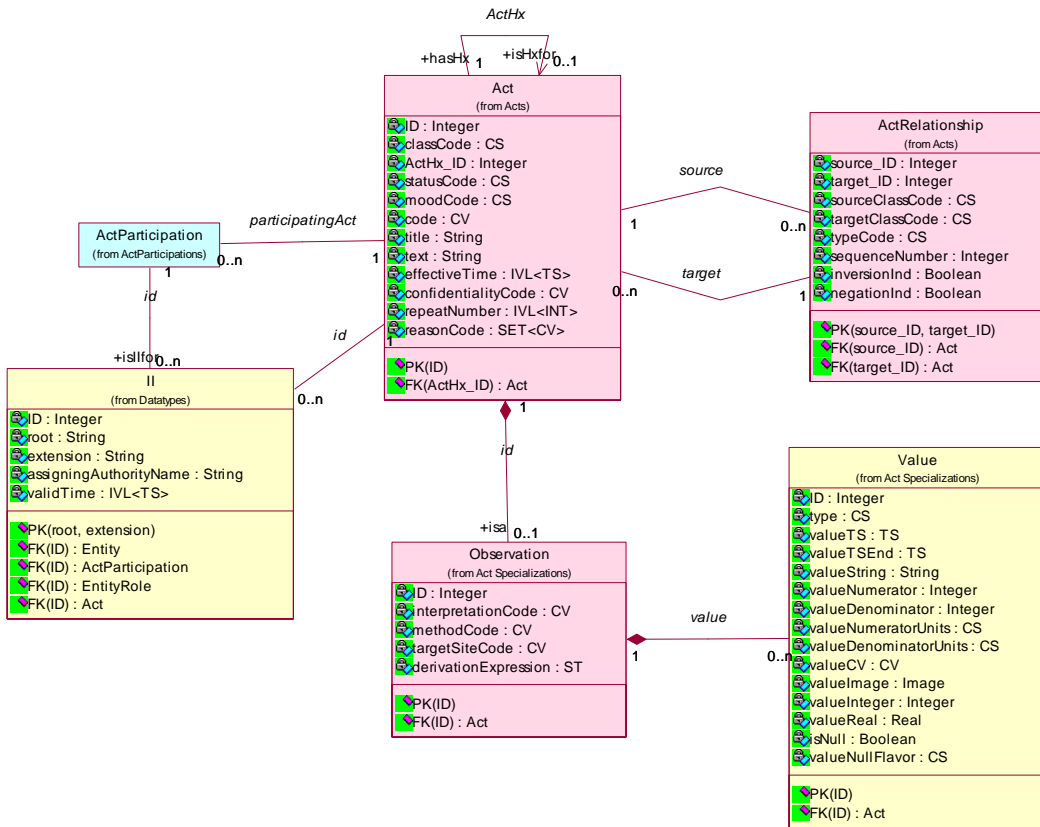 ActHx
+hasHx
1
+isHxfor
0..1
Act
(from Acts)
ID : Integer
classCode : CS
ActHx_ID : Integer
statusCode : CS
moodCode : CS
code : CV
title : String
text : String
effectiveTime : IVL<TS>
confidentialityCode : CV
repeatNumber : IVL<INT>
reasonCode : SET<CV>
PK(ID)
FK(ActHx_ID) : Act
ActRelationship
(from Acts)
source_ID : Integer
target_ID : Integer
sourceClassCode : CS
targetClassCode : CS
typeCode : CS
sequenceNumber : Integer
inversionInd : Boolean
negationInd : Boolean
PK(source_ID, target_ID)
FK(source_ID) : Act
FK(target_ID) : Act
source
1
0..n
target
0..n
1
ActParticipation
(from ActParticipations)
participatingAct
0..n
1
1
id
+isIIfor
0..n
id
1
0..n
II
(from Datatypes)
ID : Integer
root : String
extension : String
assigningAuthorityName : String
validTime : IVL<TS>
PK(root, extension)
FK(ID) : Entity
FK(ID) : ActParticipation
FK(ID) : EntityRole
FK(ID) : Act
1
id
+isa
0..1
Observation
(from Act Specializations)
ID : Integer
interpretationCode : CV
methodCode : CV
targetSiteCode : CV
derivationExpression : ST
PK(ID)
FK(ID) : Act
value
1
0..n
Value
(from Act Specializations)
ID : Integer
type : CS
valueTS : TS
valueTSEnd : TS
valueString : String
valueNumerator : Integer
valueDenominator : Integer
valueNumeratorUnits : CS
valueDenominatorUnits : CS
valueCV : CV
valueImage : Image
valueInteger : Integer
valueReal : Real
isNull : Boolean
valueNullFlavor : CS
PK(ID)
FK(ID) : Act